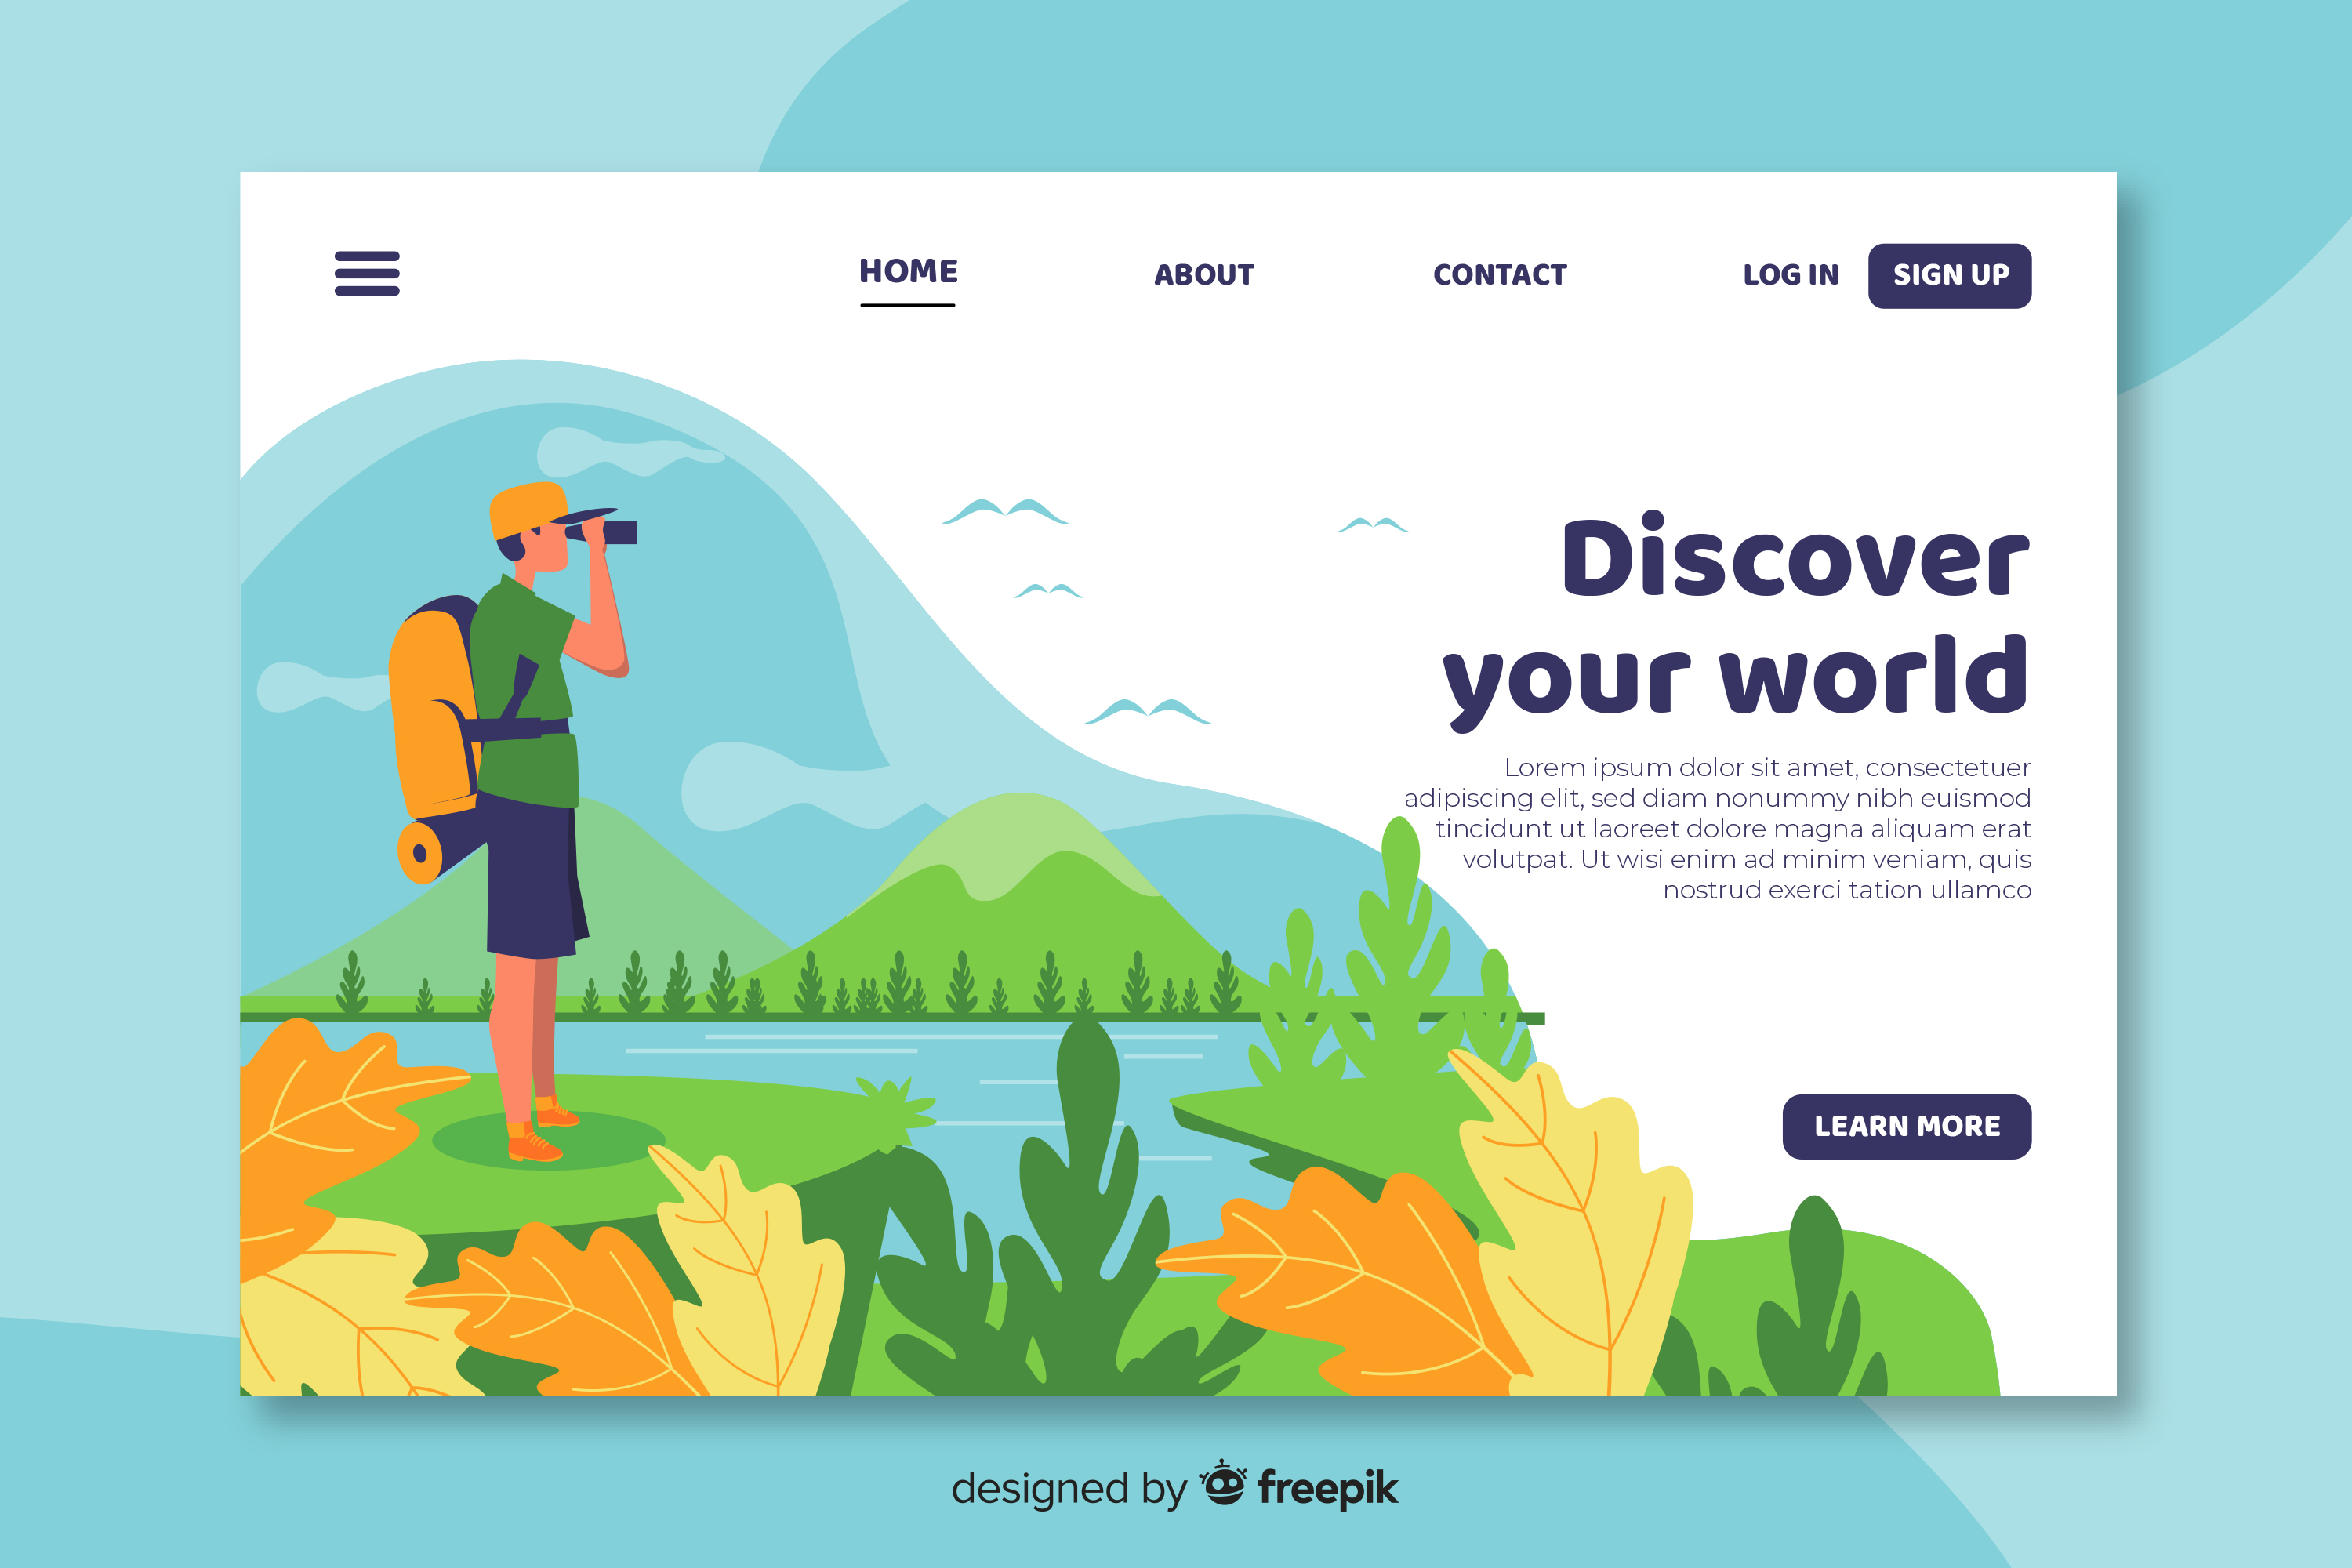 HOME ABOUT CONTACT LOG IN SIGN UP
Discover
your world
Lorem ipsum dolor sit amet, consectetuer
adipiscing elit, sed diam nonummy nibh euismod
tincidunt ut laoreet dolore magna aliquam erat
volutpat. Ut wisi enim ad minim veniam, quis
nostrud exerci tation ullamco
LEARN MORE
designed by freepik